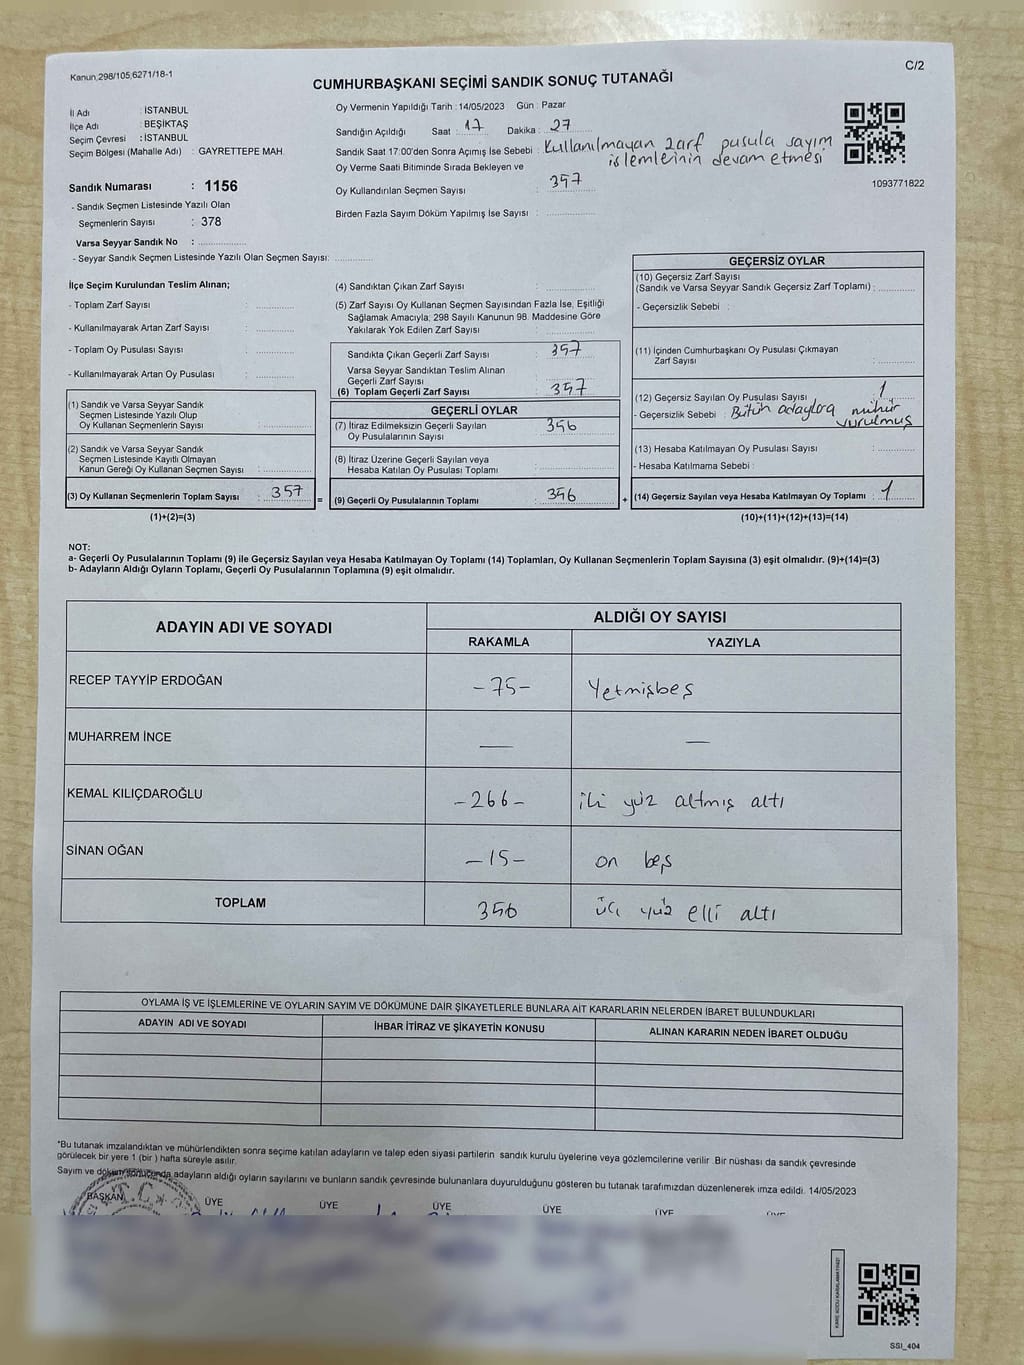 Kanun,298/105,6271/18-1
C/2
CUMHURBAŞKANI SEÇİMİ SANDIK SONUÇ TUTANAĞI
İl Adı : İSTANBUL
İlçe Adı : BEŞİKTAŞ
Seçim Çevresi : İSTANBUL
Seçim Bölgesi (Mahalle Adı) : GAYRETTEPE MAH.
Sandık Numarası : 1156
- Sandık Seçmen Listesinde Yazılı Olan
Seçmenlerin Sayısı : 378
Varsa Seyyar Sandık No : ................
- Seyyar Sandık Seçmen Listesinde Yazılı Olan Seçmen Sayısı: .............
Oy Vermenin Yapıldığı Tarih : 14/05/2023 Gün : Pazar
Sandığın Açıldığı Saat : 17 Dakika : 27
Sandık Saat 17:00'den Sonra Açımış İse Sebebi : Kullanılmayan zarf pusula sayım
işlemlerinin devam etmesi
Oy Verme Saati Bitiminde Sırada Bekleyen ve
Oy Kullandırılan Seçmen Sayısı : 357
Birden Fazla Sayım Döküm Yapılmış İse Sayısı : ................
1093771822
İlçe Seçim Kurulundan Teslim Alınan;
- Toplam Zarf Sayısı : .............
- Kullanılmayarak Artan Zarf Sayısı : .............
- Toplam Oy Pusulası Sayısı : .............
- Kullanılmayarak Artan Oy Pusulası : .............
(1) Sandık ve Varsa Seyyar Sandık
Seçmen Listesinde Yazılı Olup
Oy Kullanan Seçmenlerin Sayısı : .............
(2) Sandık ve Varsa Seyyar Sandık
Seçmen Listesinde Kayıtlı Olmayan
Kanun Gereği Oy Kullanan Seçmen Sayısı : .............
(3) Oy Kullanan Seçmenlerin Toplam Sayısı : 357
(1)+(2)=(3)
(4) Sandıktan Çıkan Zarf Sayısı : .............
(5) Zarf Sayısı Oy Kullanan Seçmen Sayısından Fazla İse, Eşitliği
Sağlamak Amacıyla; 298 Sayılı Kanunun 98. Maddesine Göre
Yakılarak Yok Edilen Zarf Sayısı : .............
Sandıkta Çıkan Geçerli Zarf Sayısı : 357
Varsa Seyyar Sandıktan Teslim Alınan
Geçerli Zarf Sayısı : .............
(6) Toplam Geçerli Zarf Sayısı : 357
GEÇERLİ OYLAR
(7) İtiraz Edilmeksizin Geçerli Sayılan : 356
Oy Pusulalarının Sayısı
(8) İtiraz Üzerine Geçerli Sayılan veya
Hesaba Katılan Oy Pusulası Toplamı : .............
= (9) Geçerli Oy Pusulalarının Toplamı : 356 +
GEÇERSİZ OYLAR
(10) Geçersiz Zarf Sayısı
(Sandık ve Varsa Seyyar Sandık Geçersiz Zarf Toplamı) : .............
- Geçersizlik Sebebi :
(11) İçinden Cumhurbaşkanı Oy Pusulası Çıkmayan
Zarf Sayısı : .............
(12) Geçersiz Sayılan Oy Pusulası Sayısı : 1
- Geçersizlik Sebebi : Bütün adaylara mühür
vurulmuş
(13) Hesaba Katılmayan Oy Pusulası Sayısı : .............
- Hesaba Katılmama Sebebi :
(14) Geçersiz Sayılan veya Hesaba Katılmayan Oy Toplamı : 1
(10)+(11)+(12)+(13)=(14)
NOT:
a- Geçerli Oy Pusulalarının Toplamı (9) ile Geçersiz Sayılan veya Hesaba Katılmayan Oy Toplamı (14) Toplamları, Oy Kullanan Seçmenlerin Toplam Sayısına (3) eşit olmalıdır. (9)+(14)=(3)
b- Adayların Aldığı Oyların Toplamı, Geçerli Oy Pusulalarının Toplamına (9) eşit olmalıdır.
ADAYIN ADI VE SOYADI
ALDIĞI OY SAYISI
RAKAMLA YAZIYLA
RECEP TAYYİP ERDOĞAN -75- Yetmişbeş
MUHARREM İNCE — —
KEMAL KILIÇDAROĞLU -266- iki yüz altmış altı
SİNAN OĞAN -15- on beş
TOPLAM 356 üç yüz elli altı
OYLAMA İŞ VE İŞLEMLERİNE VE OYLARIN SAYIM VE DÖKÜMÜNE DAİR ŞİKAYETLERLE BUNLARA AİT KARARLARIN NELERDEN İBARET BULUNDUKLARI
ADAYIN ADI VE SOYADI İHBAR İTİRAZ VE ŞİKAYETİN KONUSU ALINAN KARARIN NEDEN İBARET OLDUĞU
*Bu tutanak imzalandıktan ve mühürlendikten sonra seçime katılan adayların ve talep eden siyasi partilerin sandık kurulu üyelerine veya gözlemcilerine verilir. Bir nüshası da sandık çevresinde
görülecek bir yere 1 (bir ) hafta süreyle asılır.
Sayım ve döküm sonucunda adayların aldığı oyların sayılarını ve bunların sandık çevresinde bulunanlara duyurulduğunu gösteren bu tutanak tarafımızdan düzenlenerek imza edildi. 14/05/2023
BAŞKAN ÜYE ÜYE ÜYE ÜYE ÜYE ÜYE
T.C.
SSI_404